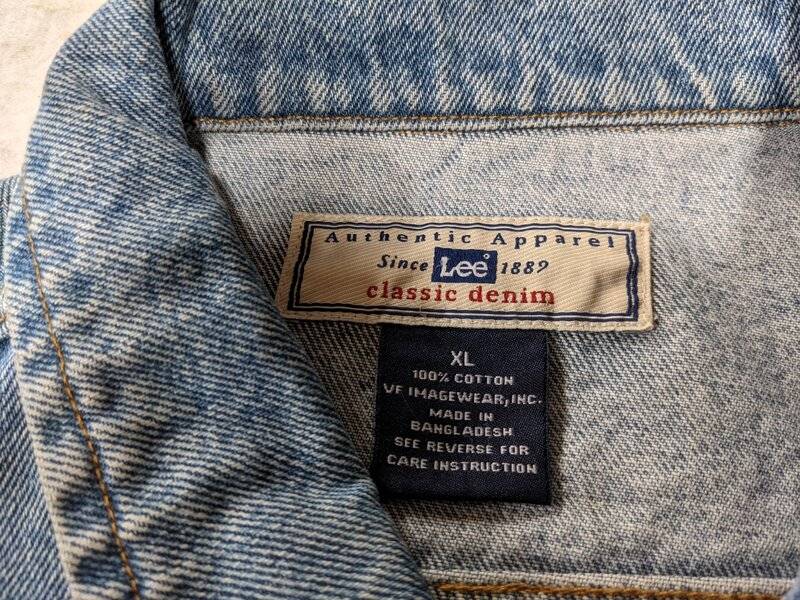 Authentic Apparel
Since Lee® 1889
classic denim
XL
100% COTTON
VF IMAGEWEAR, INC.
MADE IN
BANGLADESH
SEE REVERSE FOR
CARE INSTRUCTION